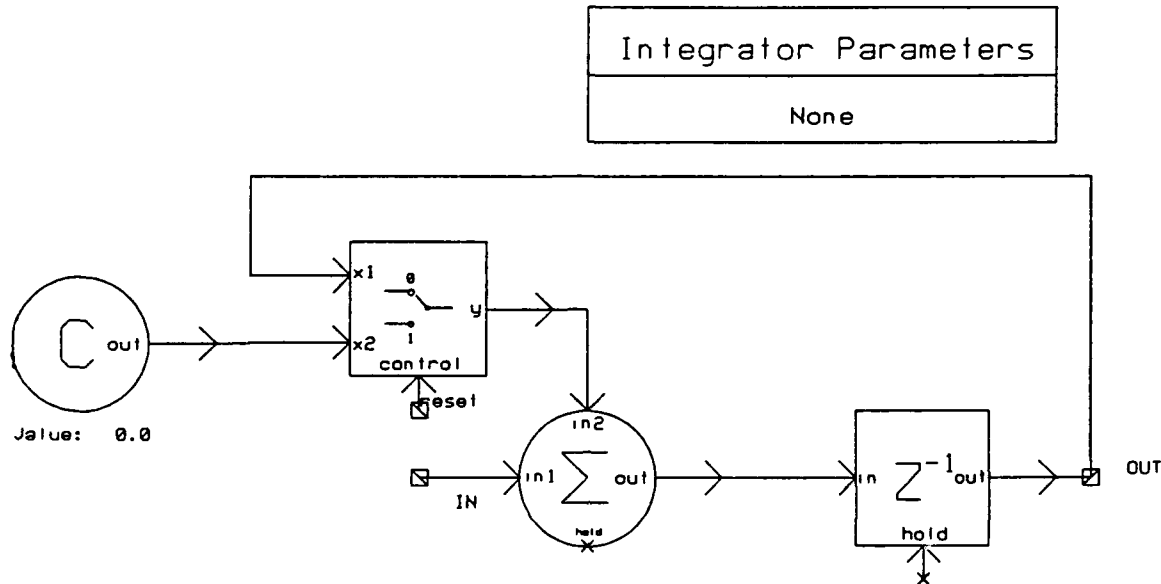 Integrator Parameters
None
x1
0
y
C out
x2
1
control
reset
Jalue: 0.0
in2
in1 Σ out
IN
hold
in Z⁻¹ out
OUT
hold